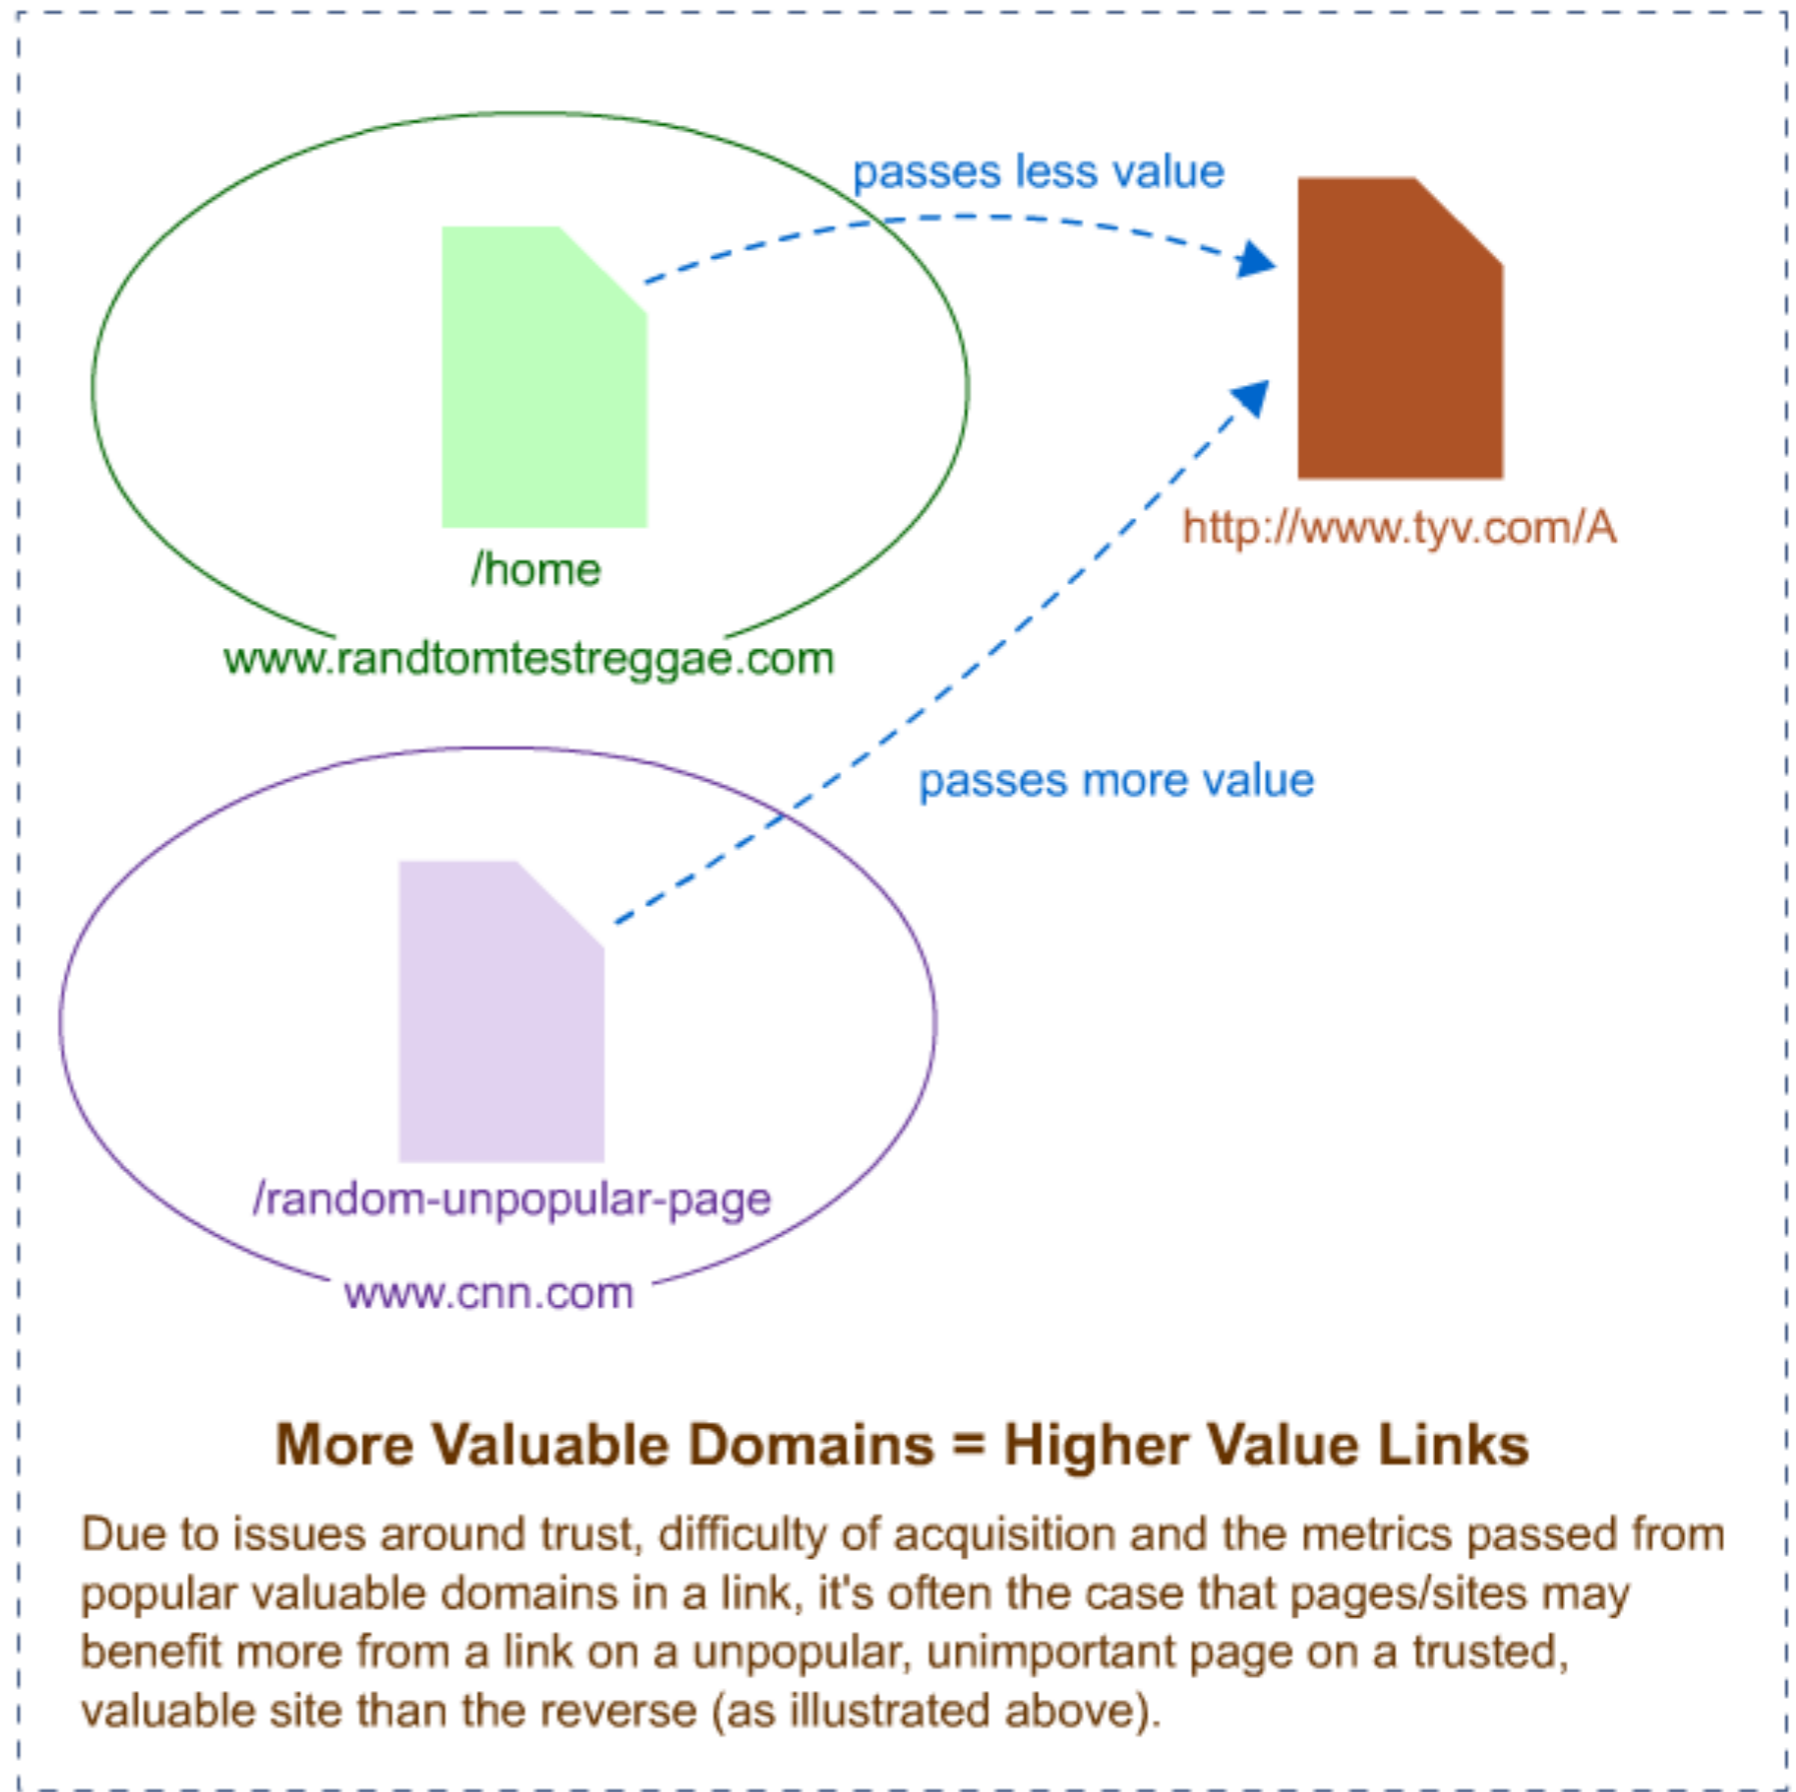 passes less value
http://www.tyv.com/A
/home
www.randtomtestreggae.com
passes more value
/random-unpopular-page
www.cnn.com
More Valuable Domains = Higher Value Links
Due to issues around trust, difficulty of acquisition and the metrics passed from
popular valuable domains in a link, it's often the case that pages/sites may
benefit more from a link on a unpopular, unimportant page on a trusted,
valuable site than the reverse (as illustrated above).